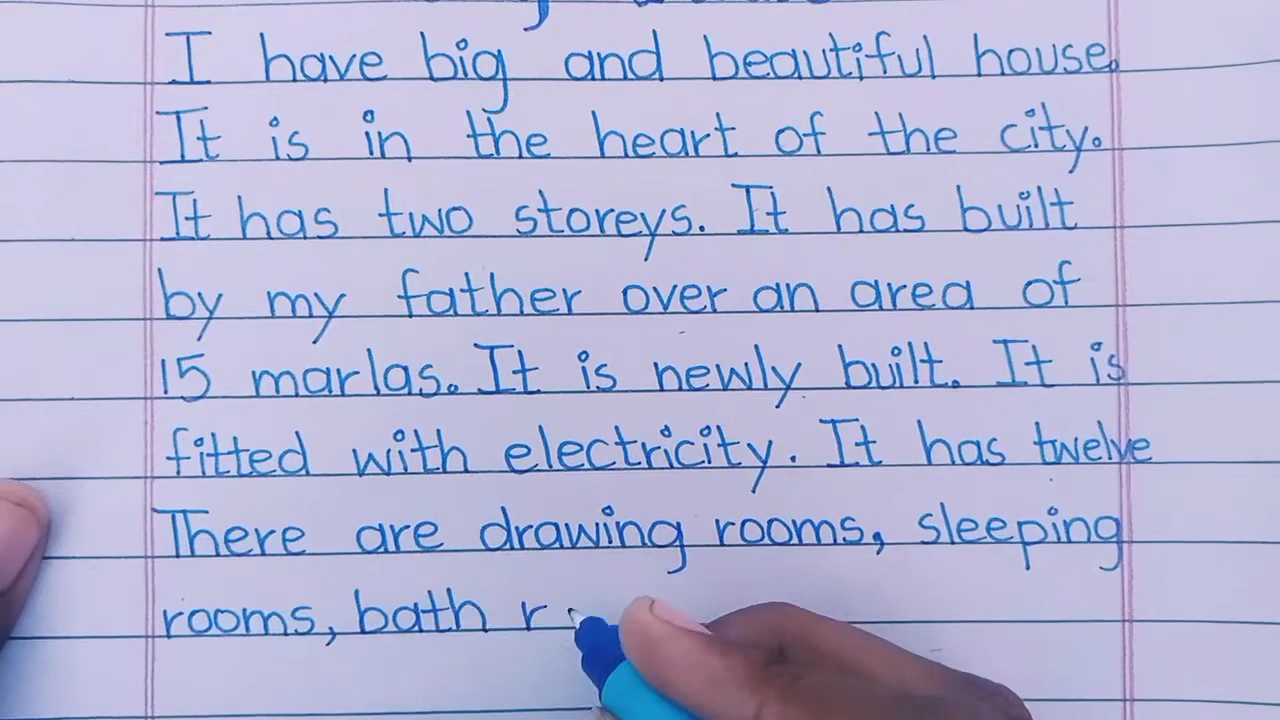 I have big and beautiful house.
It is in the heart of the city.
It has two storeys. It has built
by my father over an area of
15 marlas. It is newly built. It is
fitted with electricity. It has twelve
There are drawing rooms, sleeping
rooms, bath r